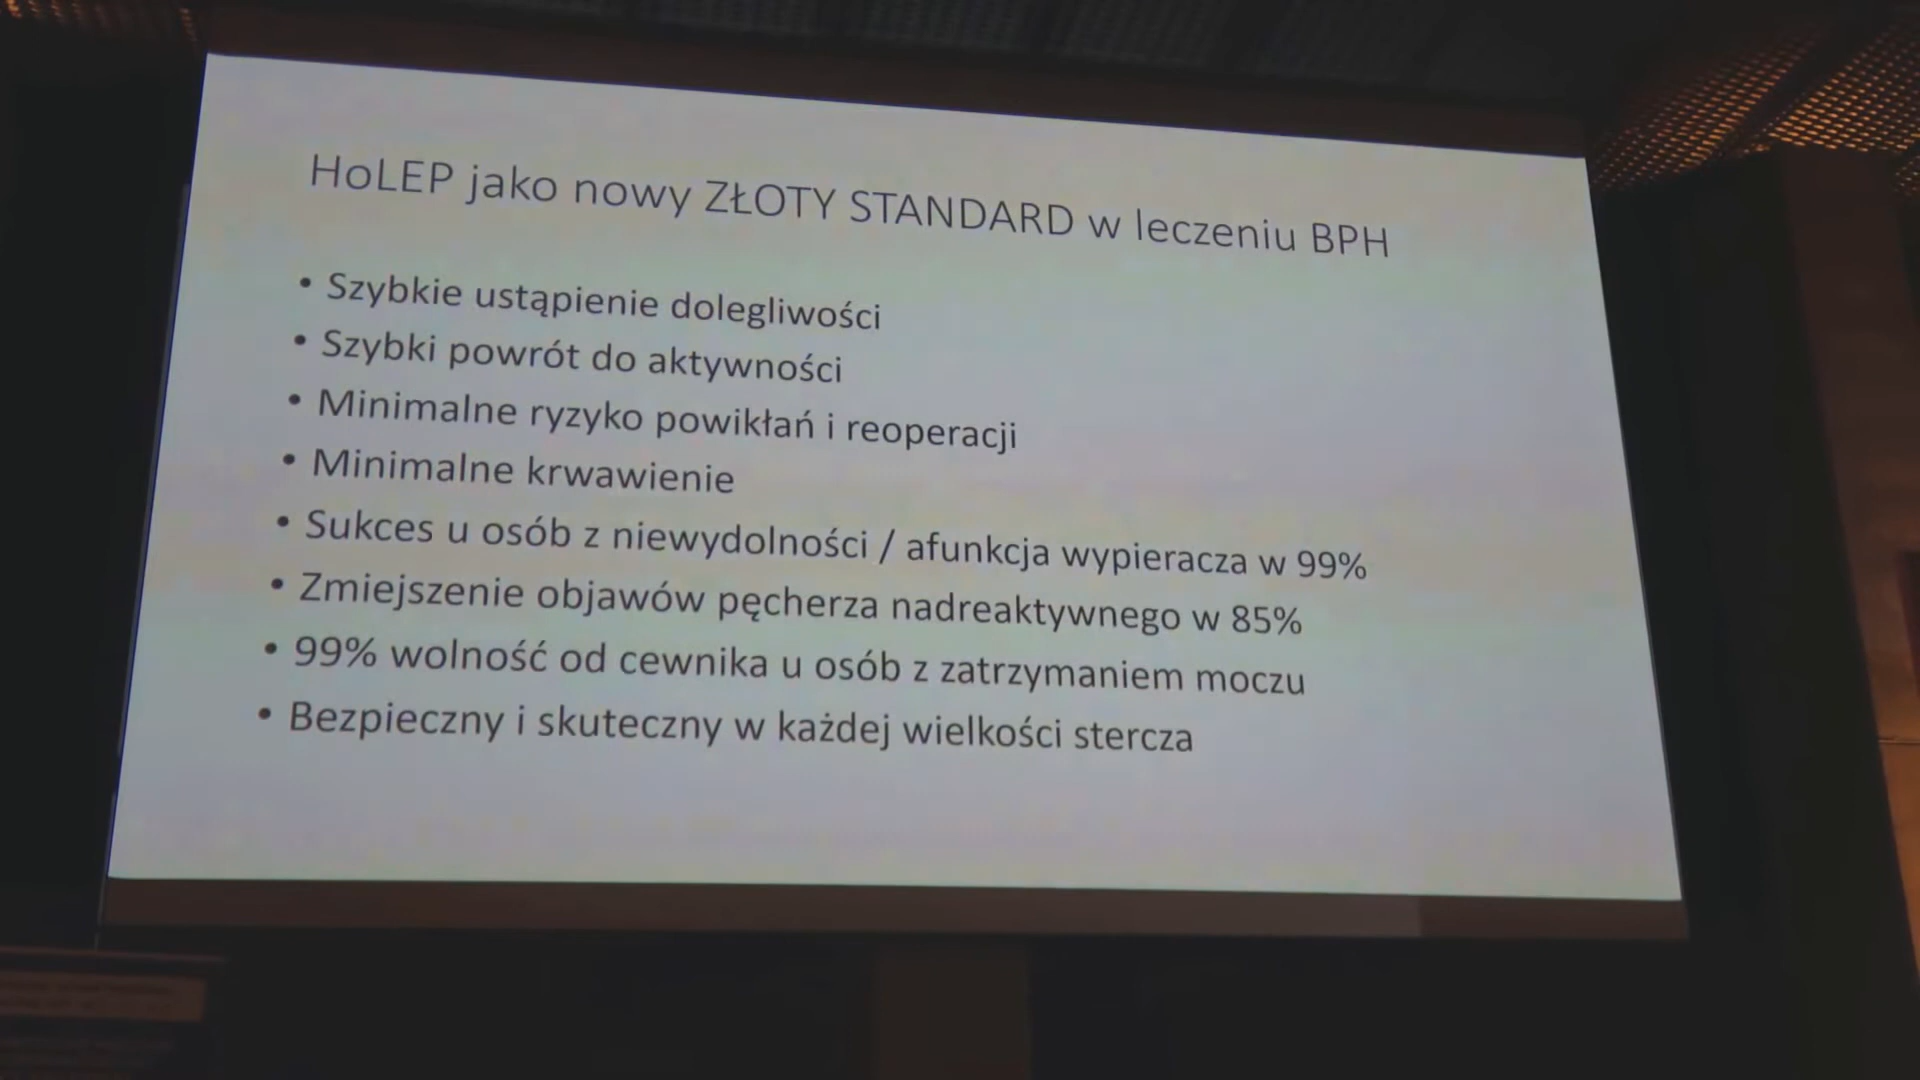 HoLEP jako nowy ZŁOTY STANDARD w leczeniu BPH
• Szybkie ustąpienie dolegliwości
• Szybki powrót do aktywności
• Minimalne ryzyko powikłań i reoperacji
• Minimalne krwawienie
• Sukces u osób z niewydolności / afunkcja wypieracza w 99%
• Zmiejszenie objawów pęcherza nadreaktywnego w 85%
• 99% wolność od cewnika u osób z zatrzymaniem moczu
• Bezpieczny i skuteczny w każdej wielkości stercza